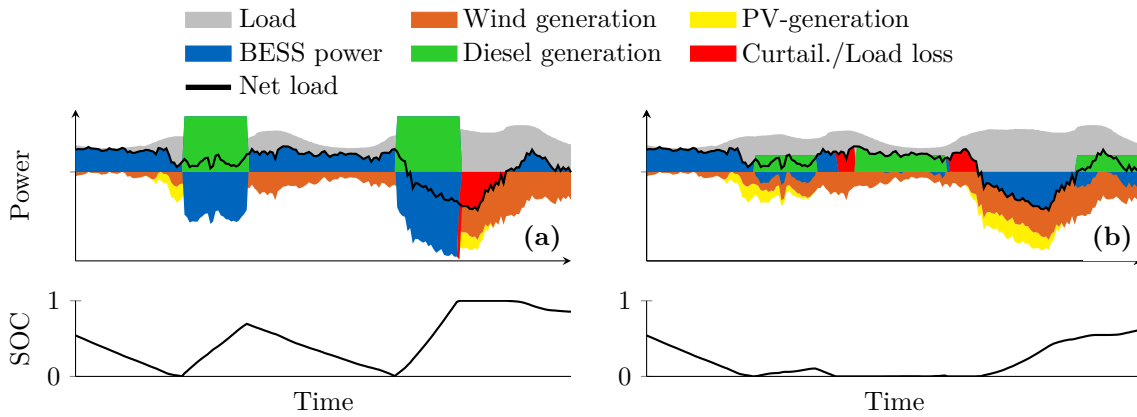 Load Wind generation PV-generation
BESS power Diesel generation Curtail./Load loss
Net load
Power
(a)
(b)
SOC
1
0
1
0
Time
Time